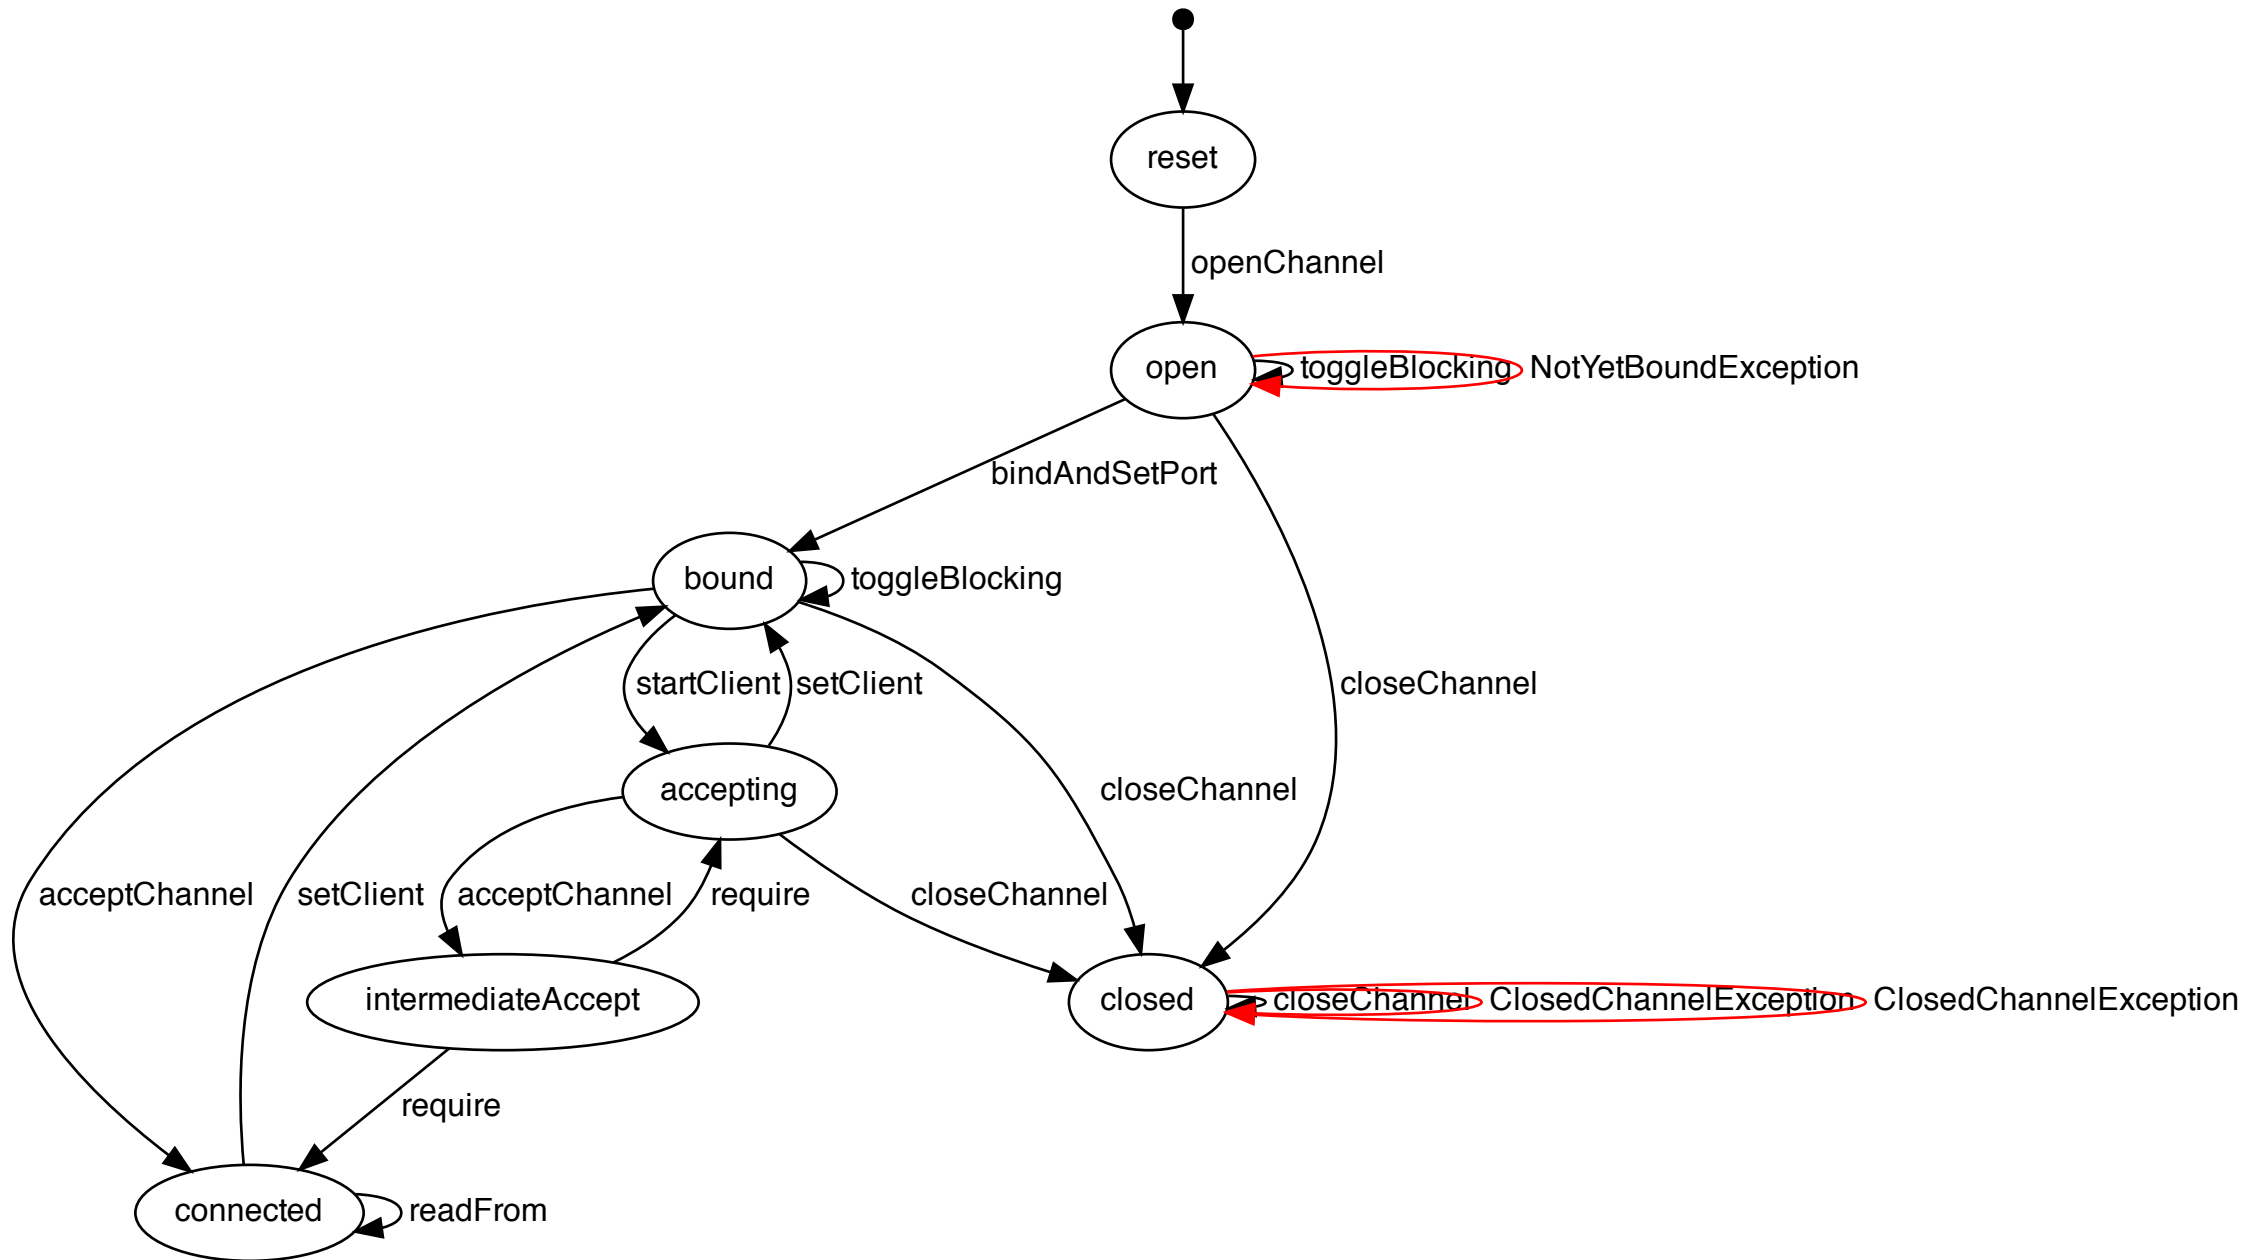 reset
openChannel
open
toggleBlocking
NotYetBoundException
bindAndSetPort
bound
toggleBlocking
startClient
setClient
closeChannel
accepting
closeChannel
acceptChannel
setClient
acceptChannel
require
closeChannel
intermediateAccept
closed
closeChannel
ClosedChannelException
ClosedChannelException
require
connected
readFrom